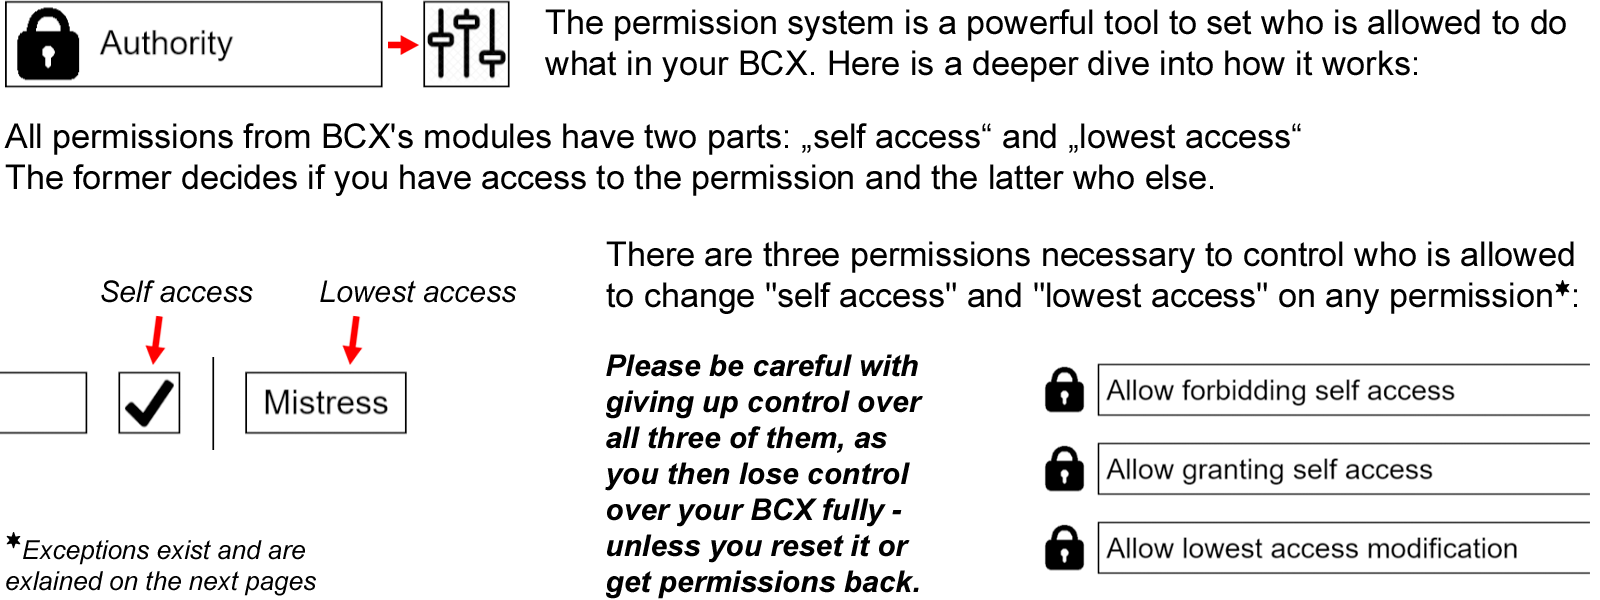 Authority
The permission system is a powerful tool to set who is allowed to do
what in your BCX. Here is a deeper dive into how it works:
All permissions from BCX's modules have two parts: „self access“ and „lowest access“
The former decides if you have access to the permission and the latter who else.
Self access
Lowest access
Mistress
✶Exceptions exist and are
exlained on the next pages
There are three permissions necessary to control who is allowed
to change "self access" and "lowest access" on any permission✶:
Please be careful with
giving up control over
all three of them, as
you then lose control
over your BCX fully -
unless you reset it or
get permissions back.
Allow forbidding self access
Allow granting self access
Allow lowest access modification